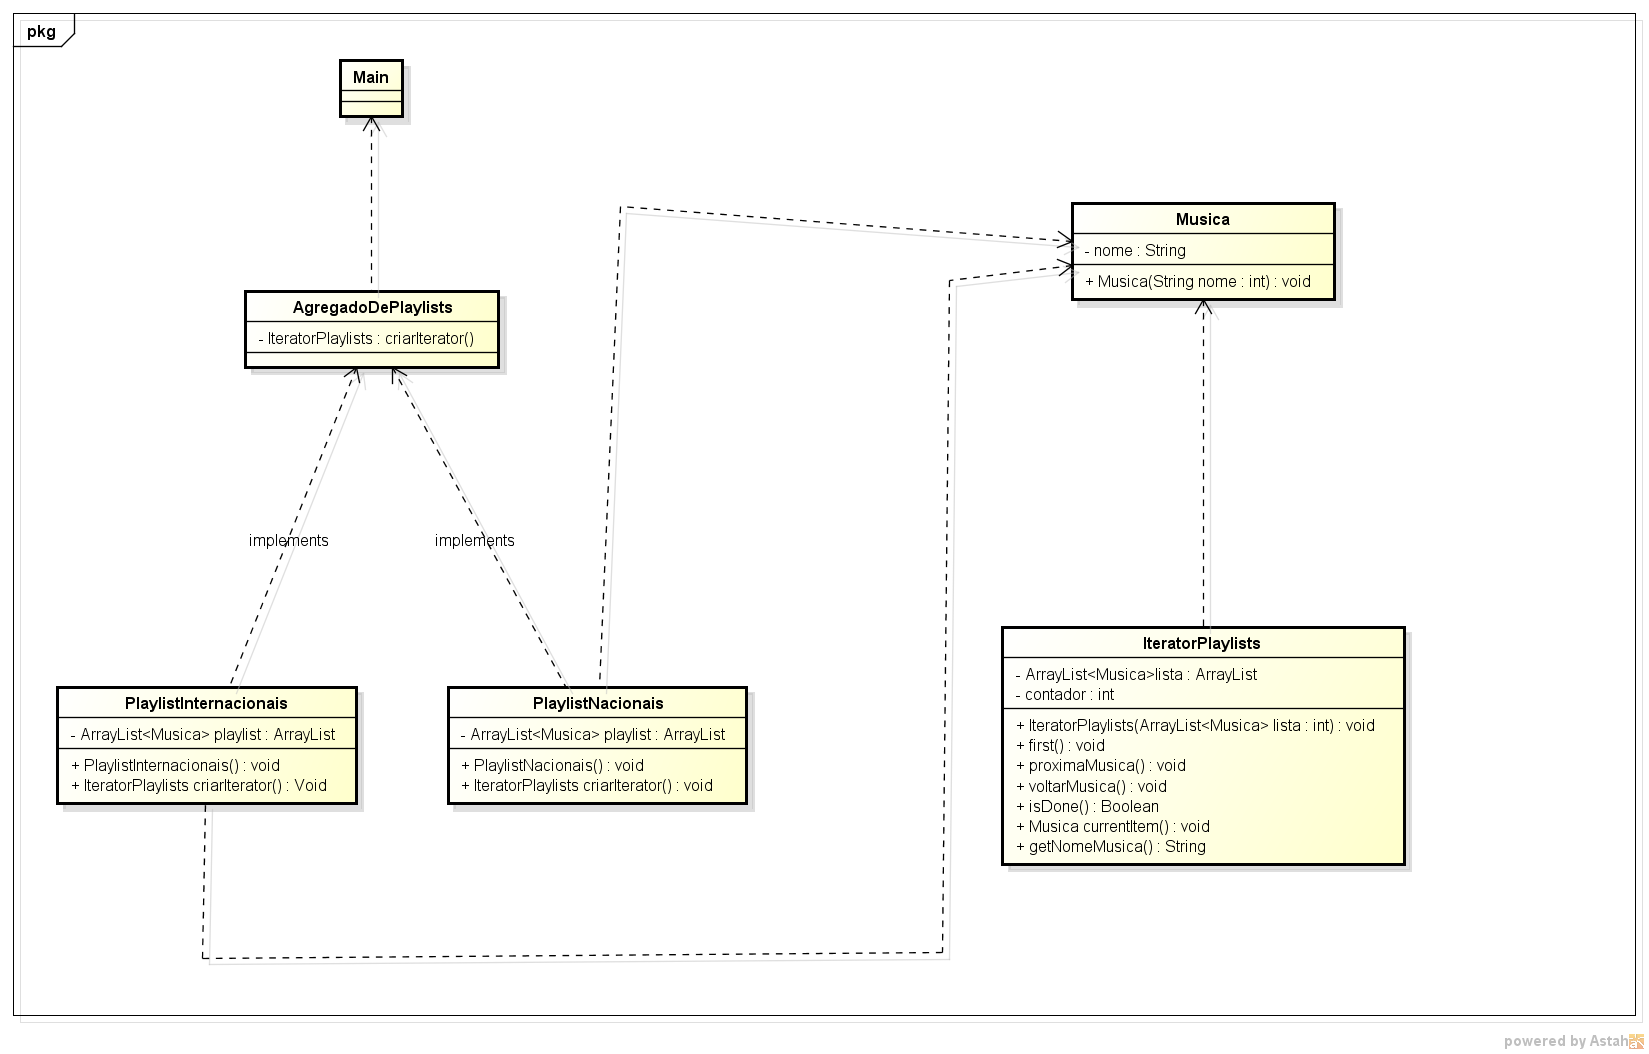 pkg
Main
AgregadoDePlaylists
- IteratorPlaylists : criarIterator()
Musica
- nome : String
+ Musica(String nome : int) : void
implements
implements
PlaylistInternacionais
- ArrayList<Musica> playlist : ArrayList
+ PlaylistInternacionais() : void
+ IteratorPlaylists criarIterator() : Void
PlaylistNacionais
- ArrayList<Musica> playlist : ArrayList
+ PlaylistNacionais() : void
+ IteratorPlaylists criarIterator() : void
IteratorPlaylists
- ArrayList<Musica>lista : ArrayList
- contador : int
+ IteratorPlaylists(ArrayList<Musica> lista : int) : void
+ first() : void
+ proximaMusica() : void
+ voltarMusica() : void
+ isDone() : Boolean
+ Musica currentItem() : void
+ getNomeMusica() : String
powered by Astah